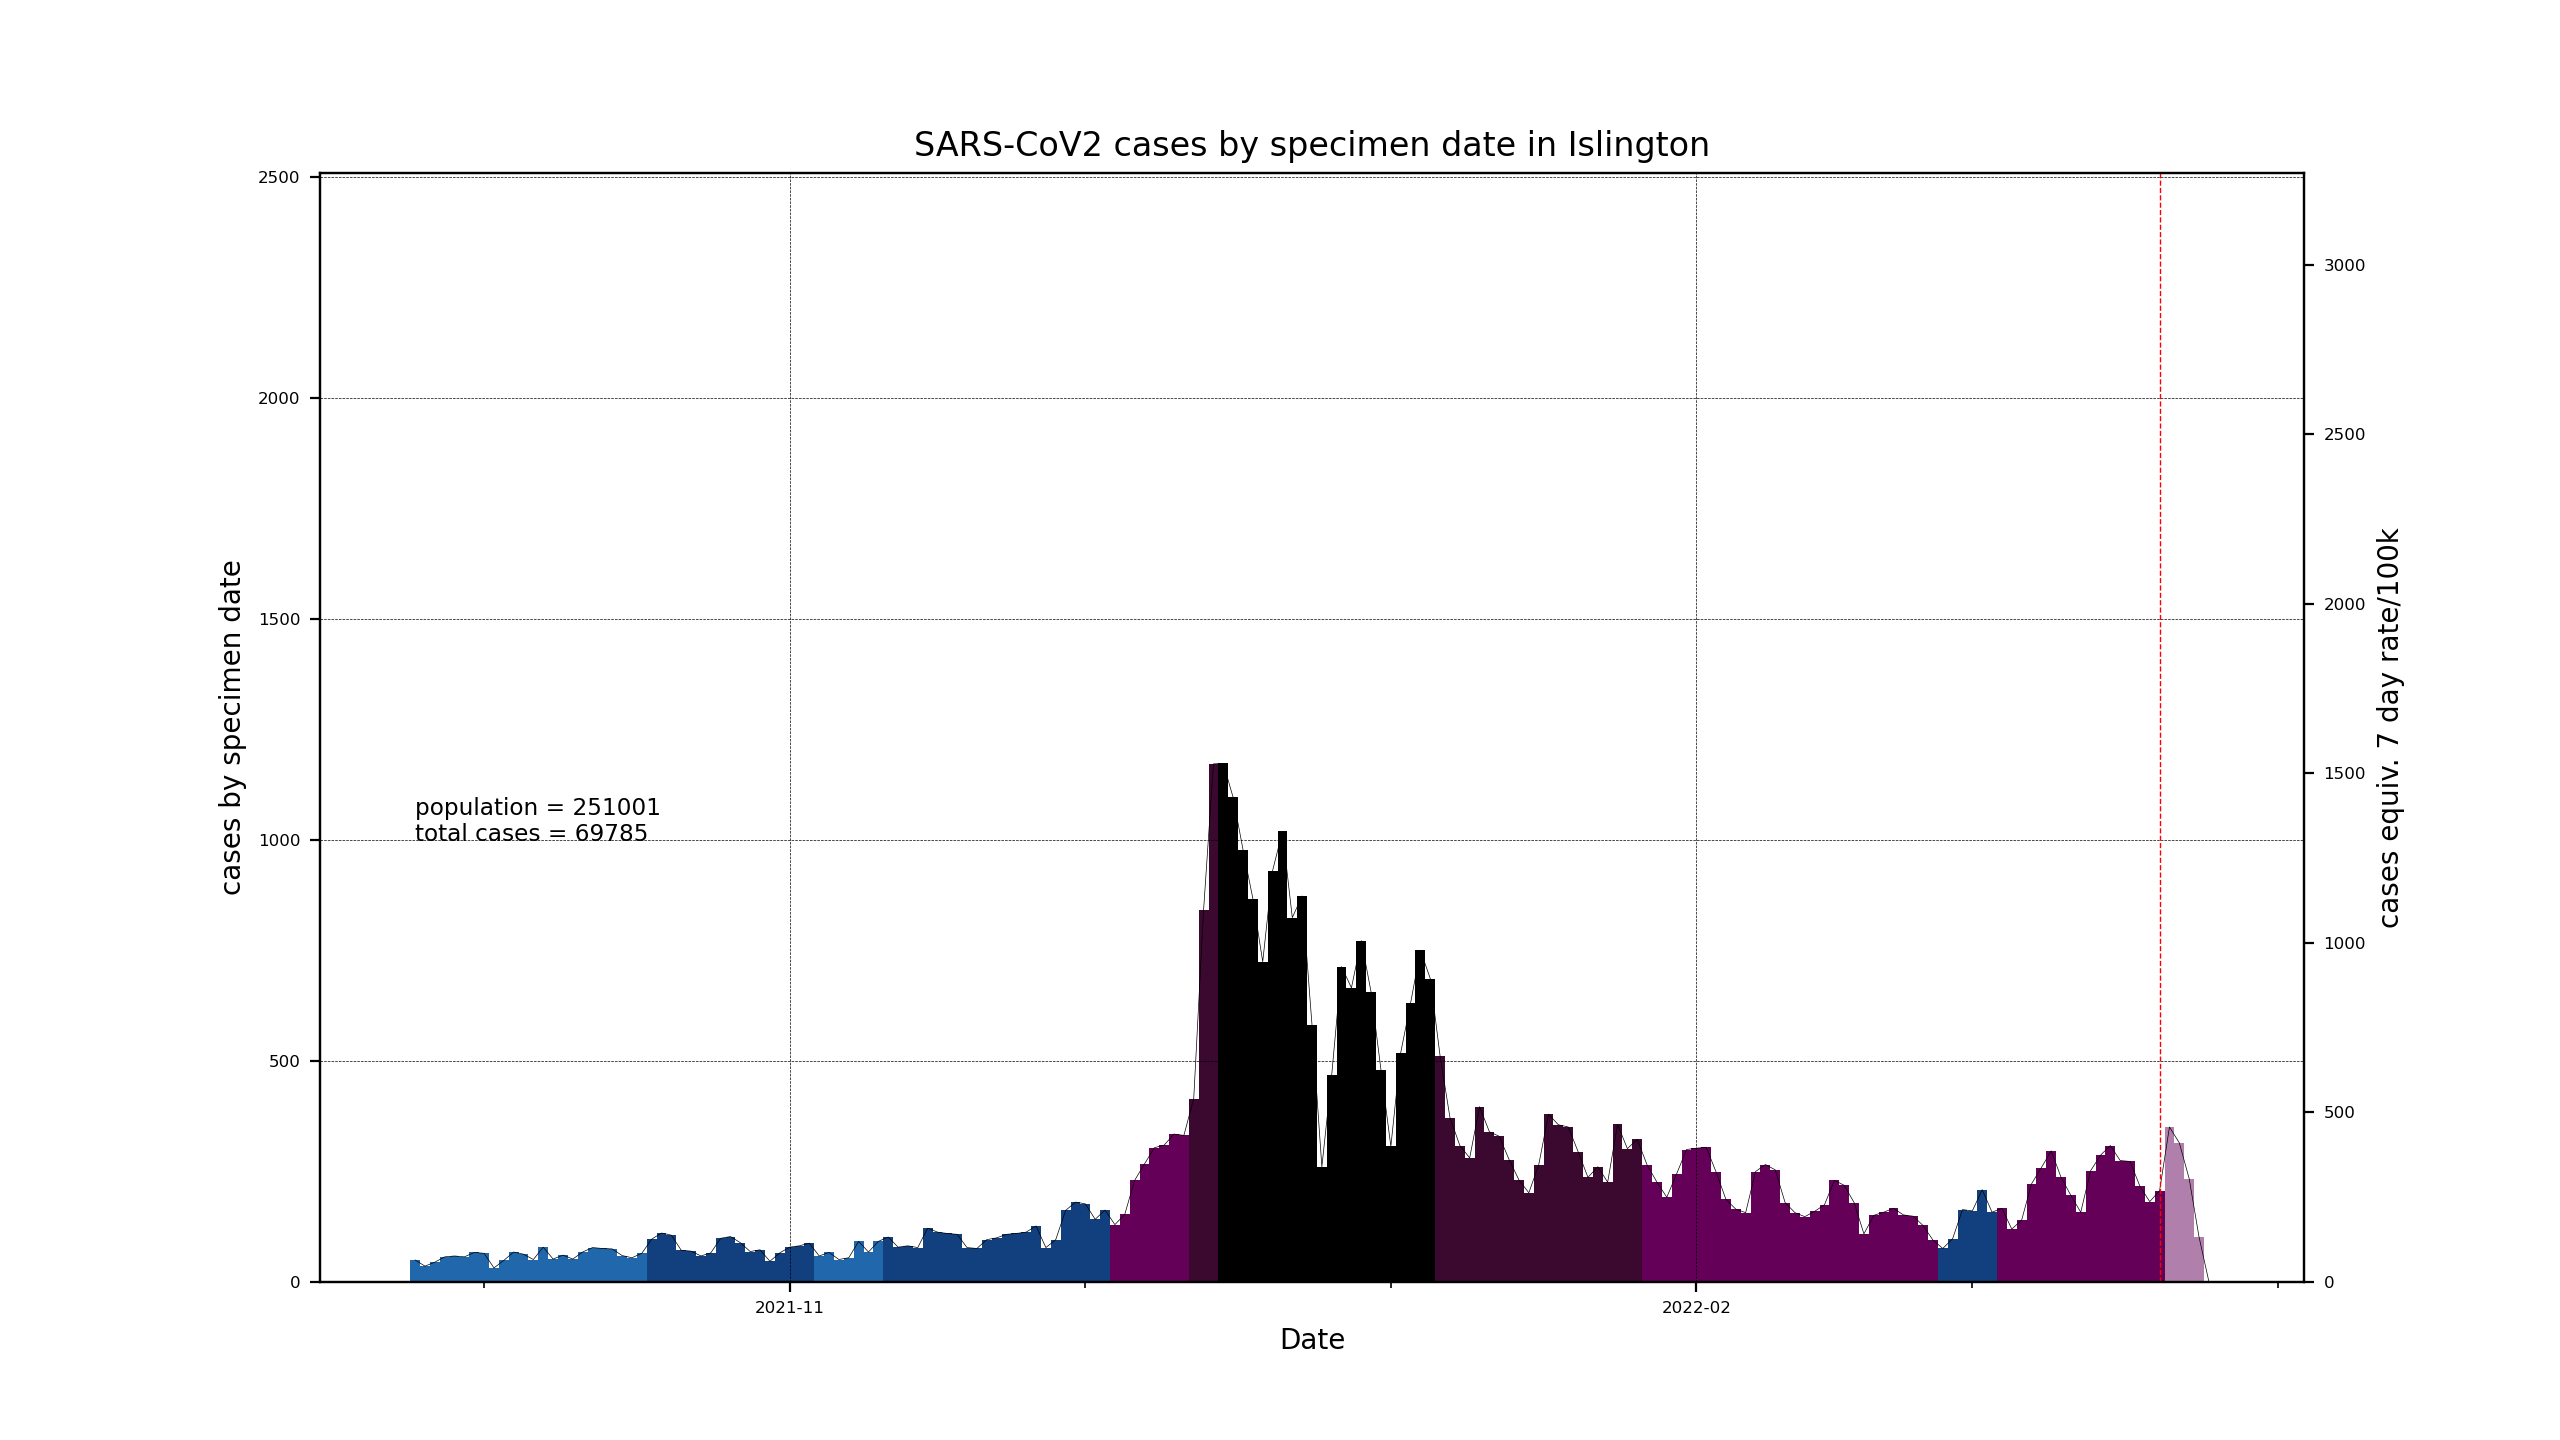 SARS-CoV2 cases by specimen date in Islington
2500
2000
1500
1000
500
0
cases by specimen date
population = 251001
total cases = 69785
3000
2500
2000
1500
1000
500
0
cases equiv. 7 day rate/100k
2021-11
2022-02
Date